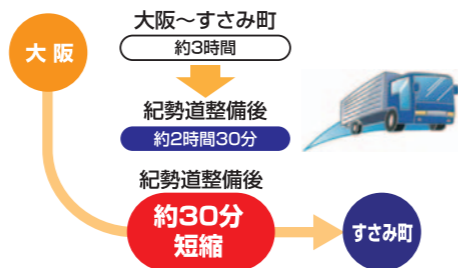 大阪
大阪～すさみ町
約3時間
紀勢道整備後
約2時間30分
紀勢道整備後
約30分
短縮
すさみ町